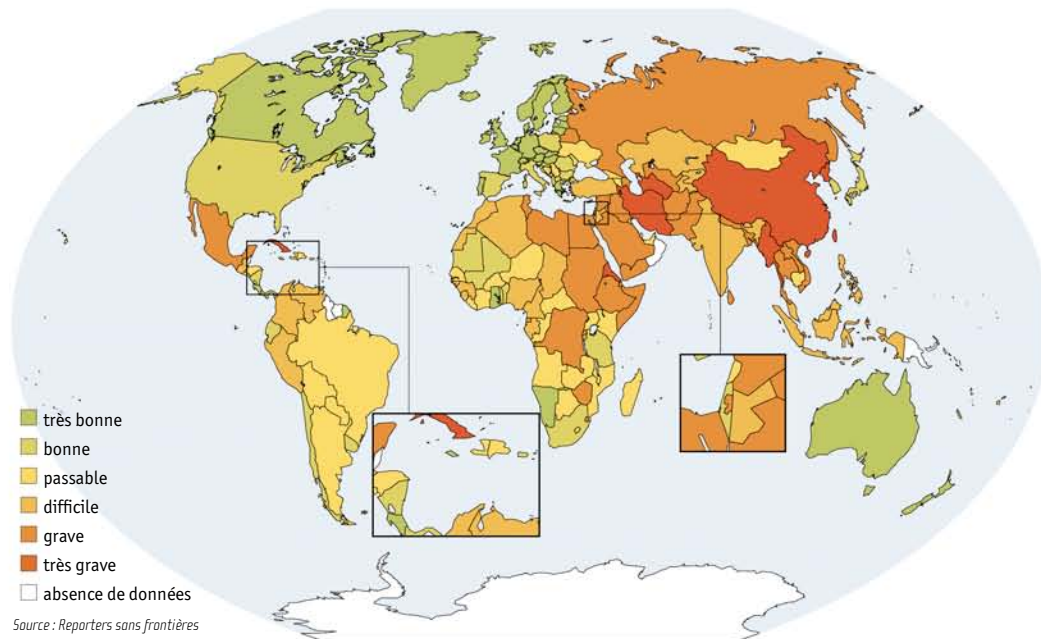 très bonne
bonne
passable
difficile
grave
très grave
absence de données
Source : Reporters sans frontières